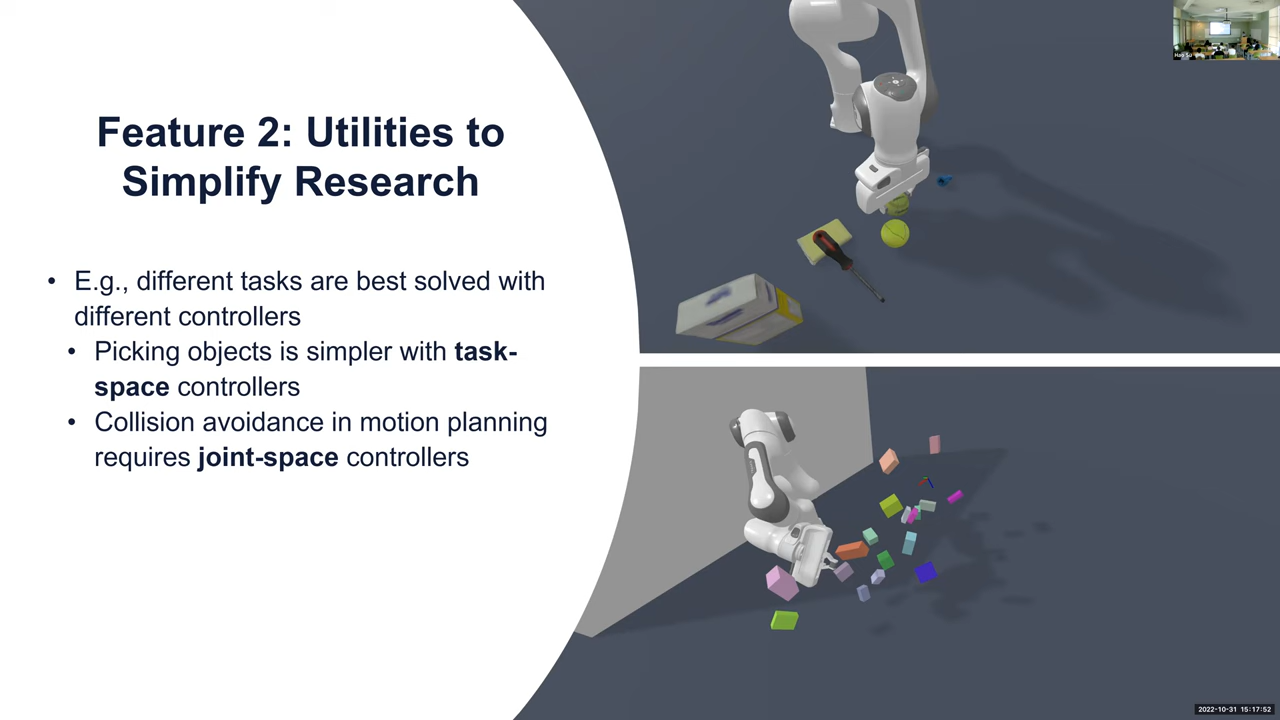 Feature 2: Utilities to
Simplify Research
• E.g., different tasks are best solved with
different controllers
• Picking objects is simpler with task-
space controllers
• Collision avoidance in motion planning
requires joint-space controllers
2022-10-31 15:17:52